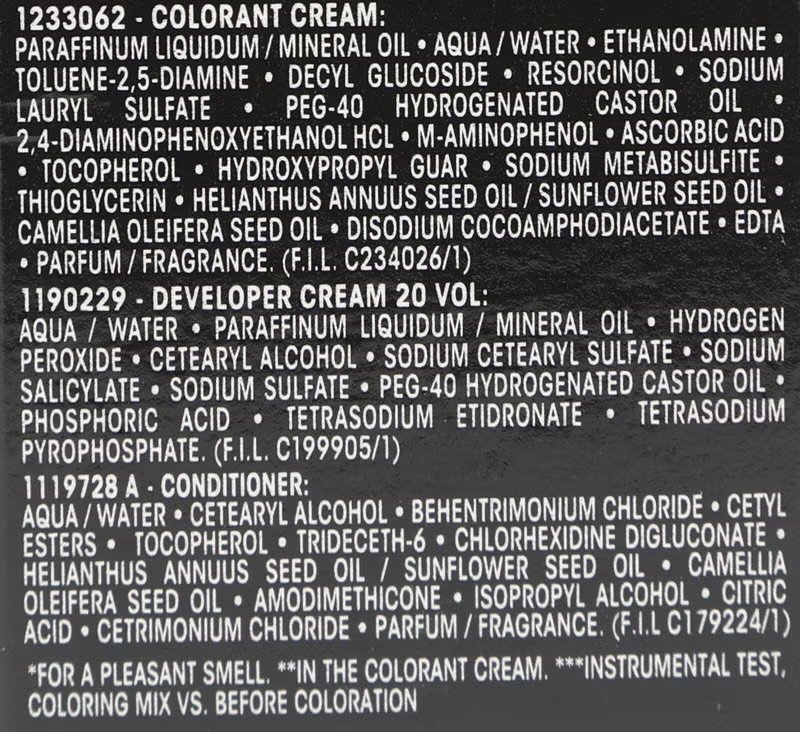 1233062 - COLORANT CREAM:
PARAFFINUM LIQUIDUM / MINERAL OIL • AQUA / WATER • ETHANOLAMINE •
TOLUENE-2,5-DIAMINE • DECYL GLUCOSIDE • RESORCINOL • SODIUM
LAURYL SULFATE • PEG-40 HYDROGENATED CASTOR OIL •
2,4-DIAMINOPHENOXYETHANOL HCL • M-AMINOPHENOL • ASCORBIC ACID
• TOCOPHEROL • HYDROXYPROPYL GUAR • SODIUM METABISULFITE •
THIOGLYCERIN • HELIANTHUS ANNUUS SEED OIL / SUNFLOWER SEED OIL •
CAMELLIA OLEIFERA SEED OIL • DISODIUM COCOAMPHODIACETATE • EDTA
• PARFUM / FRAGRANCE. (F.I.L. C234026/1)
1190229 - DEVELOPER CREAM 20 VOL:
AQUA / WATER • PARAFFINUM LIQUIDUM / MINERAL OIL • HYDROGEN
PEROXIDE • CETEARYL ALCOHOL • SODIUM CETEARYL SULFATE • SODIUM
SALICYLATE • SODIUM SULFATE • PEG-40 HYDROGENATED CASTOR OIL •
PHOSPHORIC ACID • TETRASODIUM ETIDRONATE • TETRASODIUM
PYROPHOSPHATE. (F.I.L. C199905/1)
1119728 A - CONDITIONER:
AQUA / WATER • CETEARYL ALCOHOL • BEHENTRIMONIUM CHLORIDE • CETYL
ESTERS • TOCOPHEROL • TRIDECETH-6 • CHLORHEXIDINE DIGLUCONATE •
HELIANTHUS ANNUUS SEED OIL / SUNFLOWER SEED OIL • CAMELLIA
OLEIFERA SEED OIL • AMODIMETHICONE • ISOPROPYL ALCOHOL • CITRIC
ACID • CETRIMONIUM CHLORIDE • PARFUM / FRAGRANCE. (F.I.L C179224/1)
*FOR A PLEASANT SMELL. **IN THE COLORANT CREAM. ***INSTRUMENTAL TEST,
COLORING MIX VS. BEFORE COLORATION